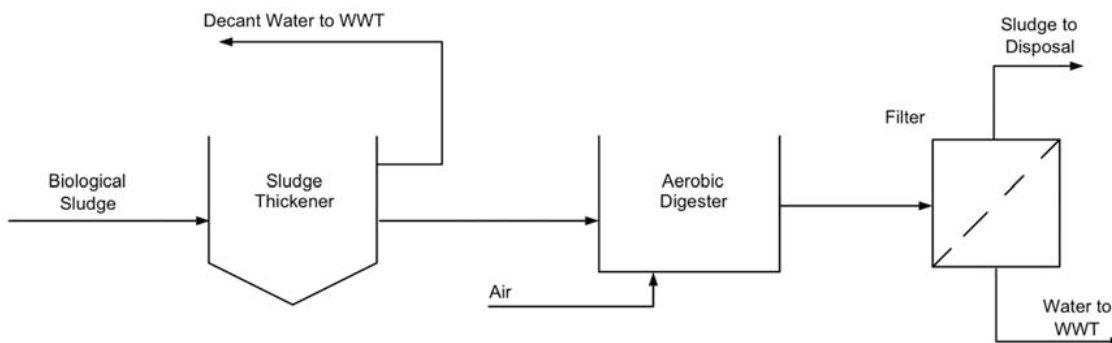 Decant Water to WWT
Sludge to
Disposal
Filter
Biological
Sludge
Sludge
Thickener
Aerobic
Digester
Air
Water to
WWT